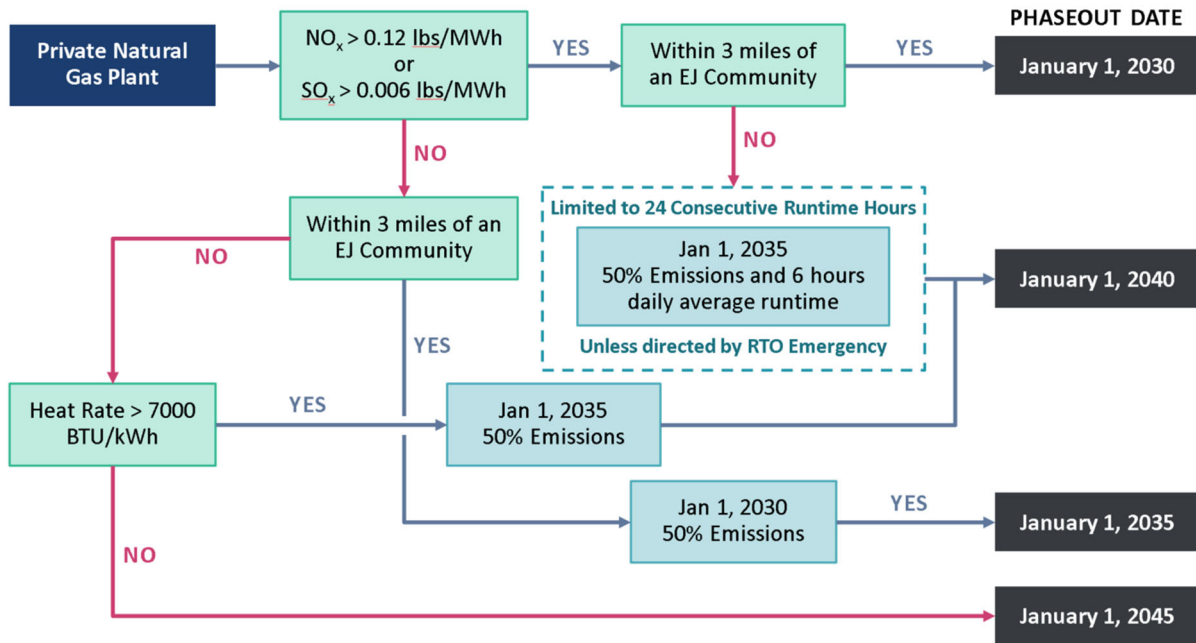 PHASEOUT DATE
Private Natural
Gas Plant
NOx > 0.12 lbs/MWh
or
SOx > 0.006 lbs/MWh
YES
Within 3 miles of
an EJ Community
YES
January 1, 2030
NO
NO
Within 3 miles of an
EJ Community
NO
Limited to 24 Consecutive Runtime Hours
Jan 1, 2035
50% Emissions and 6 hours
daily average runtime
Unless directed by RTO Emergency
January 1, 2040
YES
Heat Rate > 7000
BTU/kWh
YES
Jan 1, 2035
50% Emissions
Jan 1, 2030
50% Emissions
YES
January 1, 2035
NO
January 1, 2045